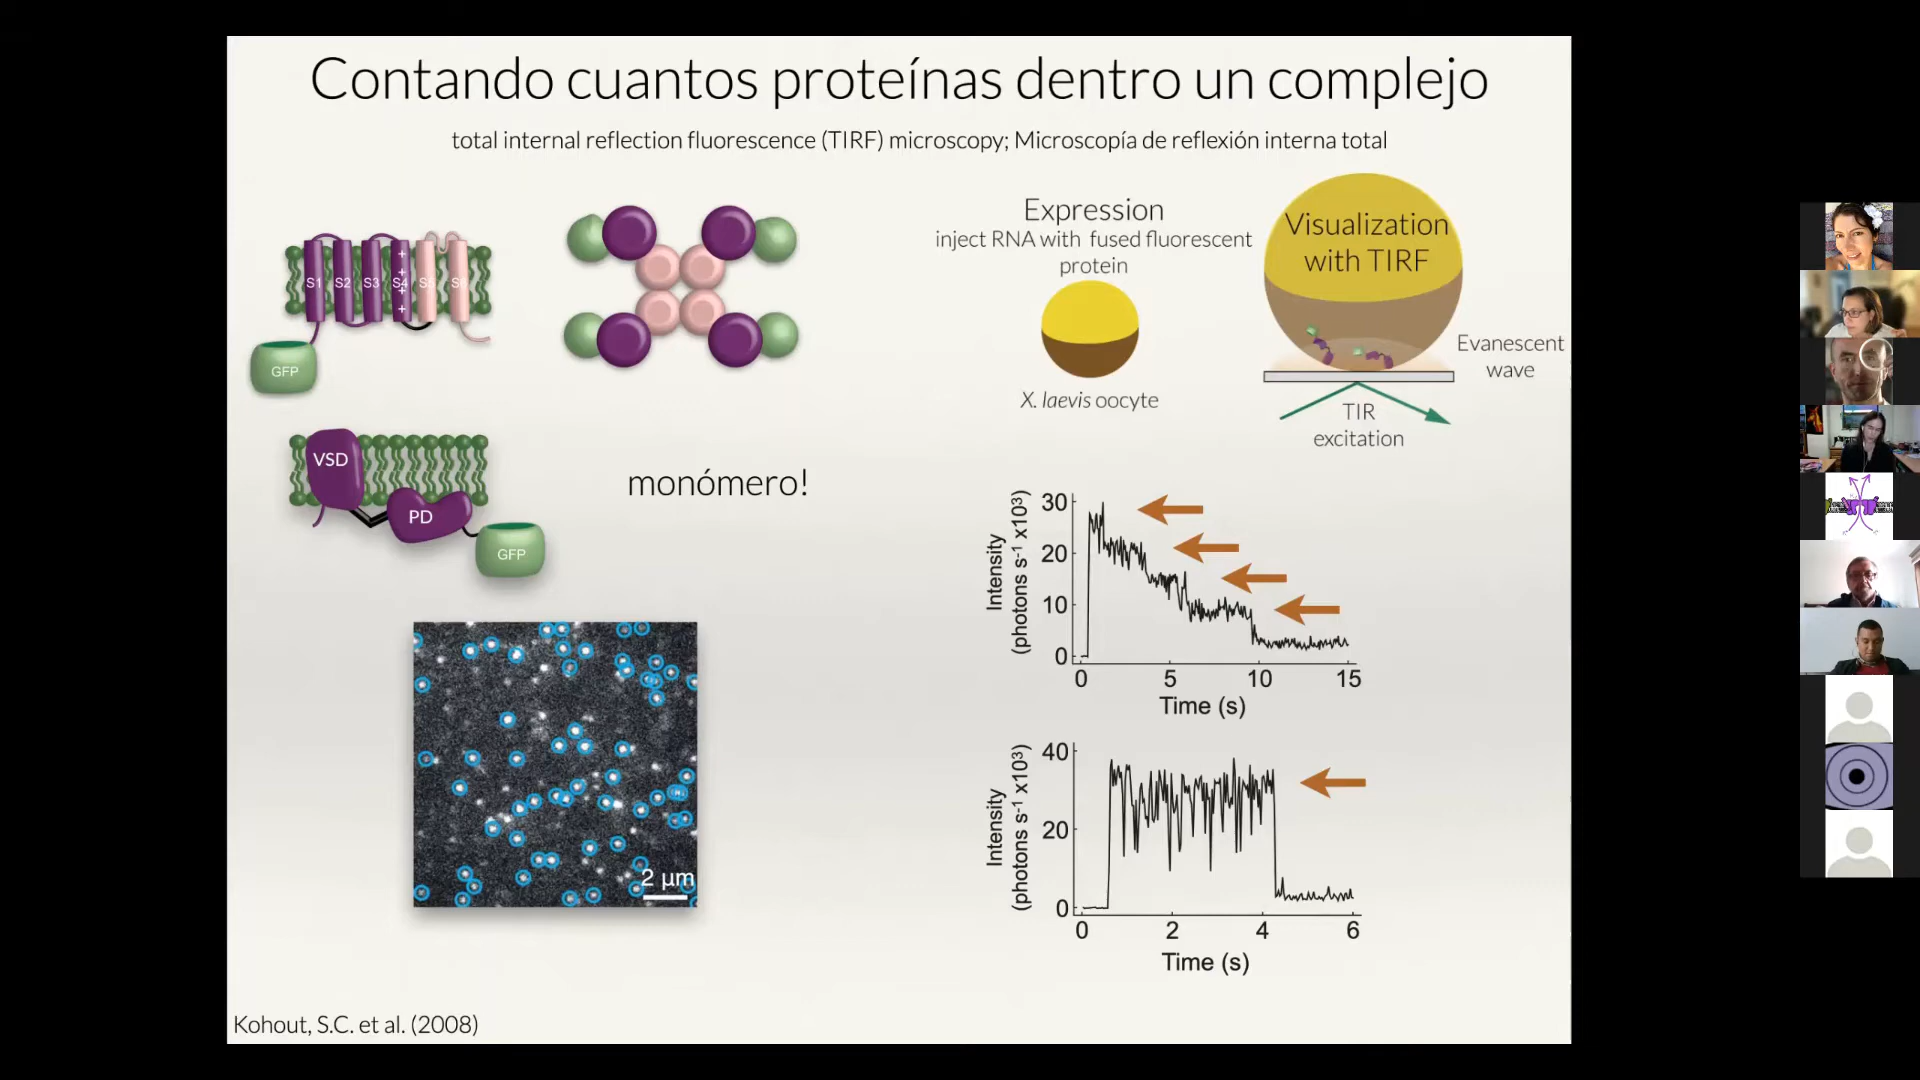 Contando cuantos proteínas dentro un complejo
total internal reflection fluorescence (TIRF) microscopy; Microscopía de reflexión interna total
S1 S2 S3 S4 S5 S6
+
+
+
+
GFP
Expression
inject RNA with fused fluorescent
protein
X. laevis oocyte
Visualization
with TIRF
Evanescent
wave
TIR
excitation
VSD
PD
GFP
monómero!
2 μm
Intensity
(photons s-1 x10³)
30
20
10
0
0 5 10 15
Time (s)
Intensity
(photons s-1 x10³)
40
20
0
0 2 4 6
Time (s)
Kohout, S.C. et al. (2008)